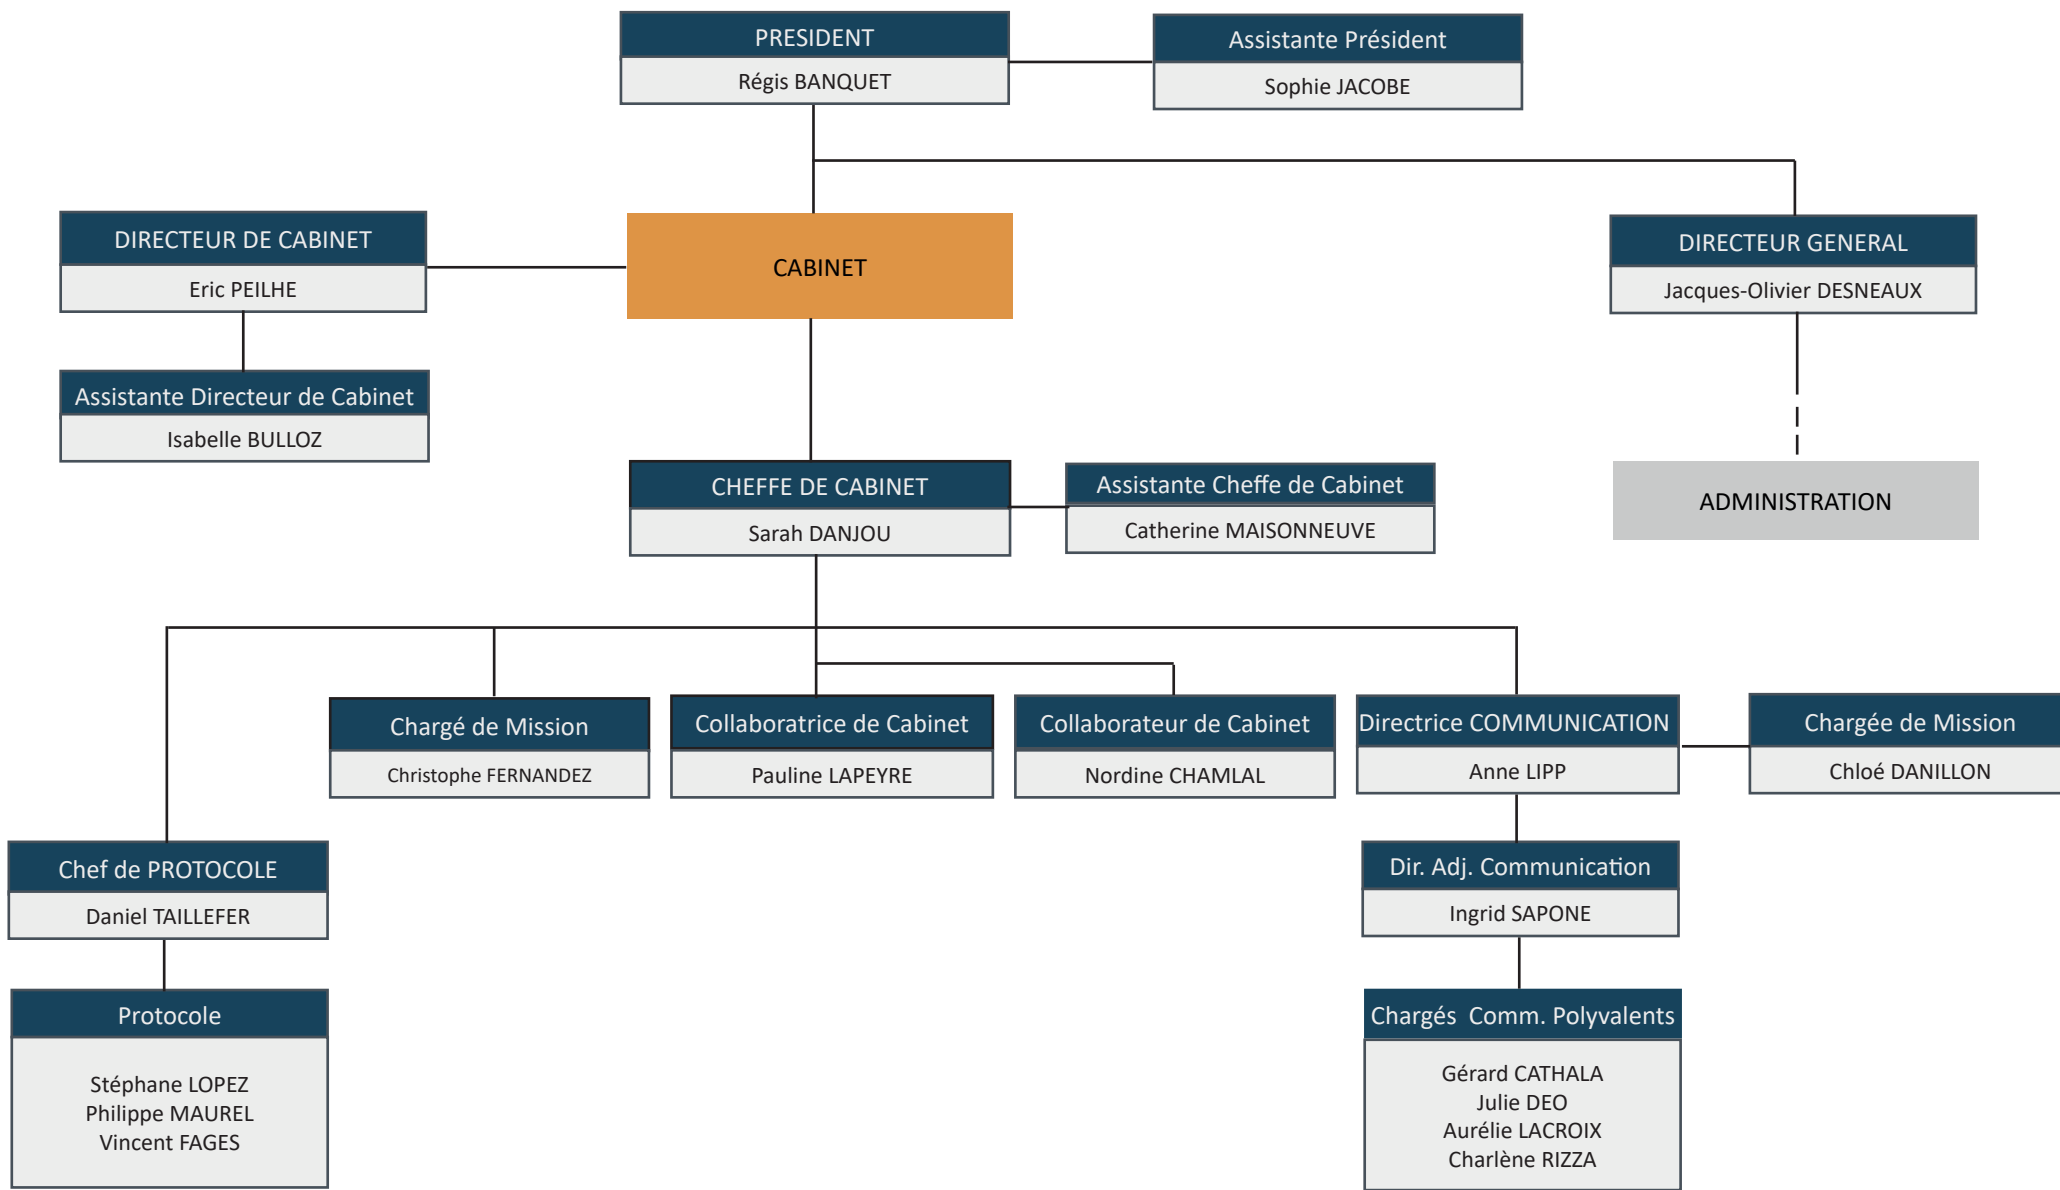 PRESIDENT
Régis BANQUET
Assistante Président
Sophie JACOBE
DIRECTEUR DE CABINET
Eric PEILHE
CABINET
DIRECTEUR GENERAL
Jacques-Olivier DESNEAUX
Assistante Directeur de Cabinet
Isabelle BULLOZ
CHEFFE DE CABINET
Sarah DANJOU
Assistante Cheffe de Cabinet
Catherine MAISONNEUVE
ADMINISTRATION
Chargé de Mission
Christophe FERNANDEZ
Collaboratrice de Cabinet
Pauline LAPEYRE
Collaborateur de Cabinet
Nordine CHAMLAL
Directrice COMMUNICATION
Anne LIPP
Chargée de Mission
Chloé DANILLON
Chef de PROTOCOLE
Daniel TAILLEFER
Dir. Adj. Communication
Ingrid SAPONE
Protocole
Stéphane LOPEZ
Philippe MAUREL
Vincent FAGES
Chargés  Comm. Polyvalents
Gérard CATHALA
Julie DEO
Aurélie LACROIX
Charlène RIZZA